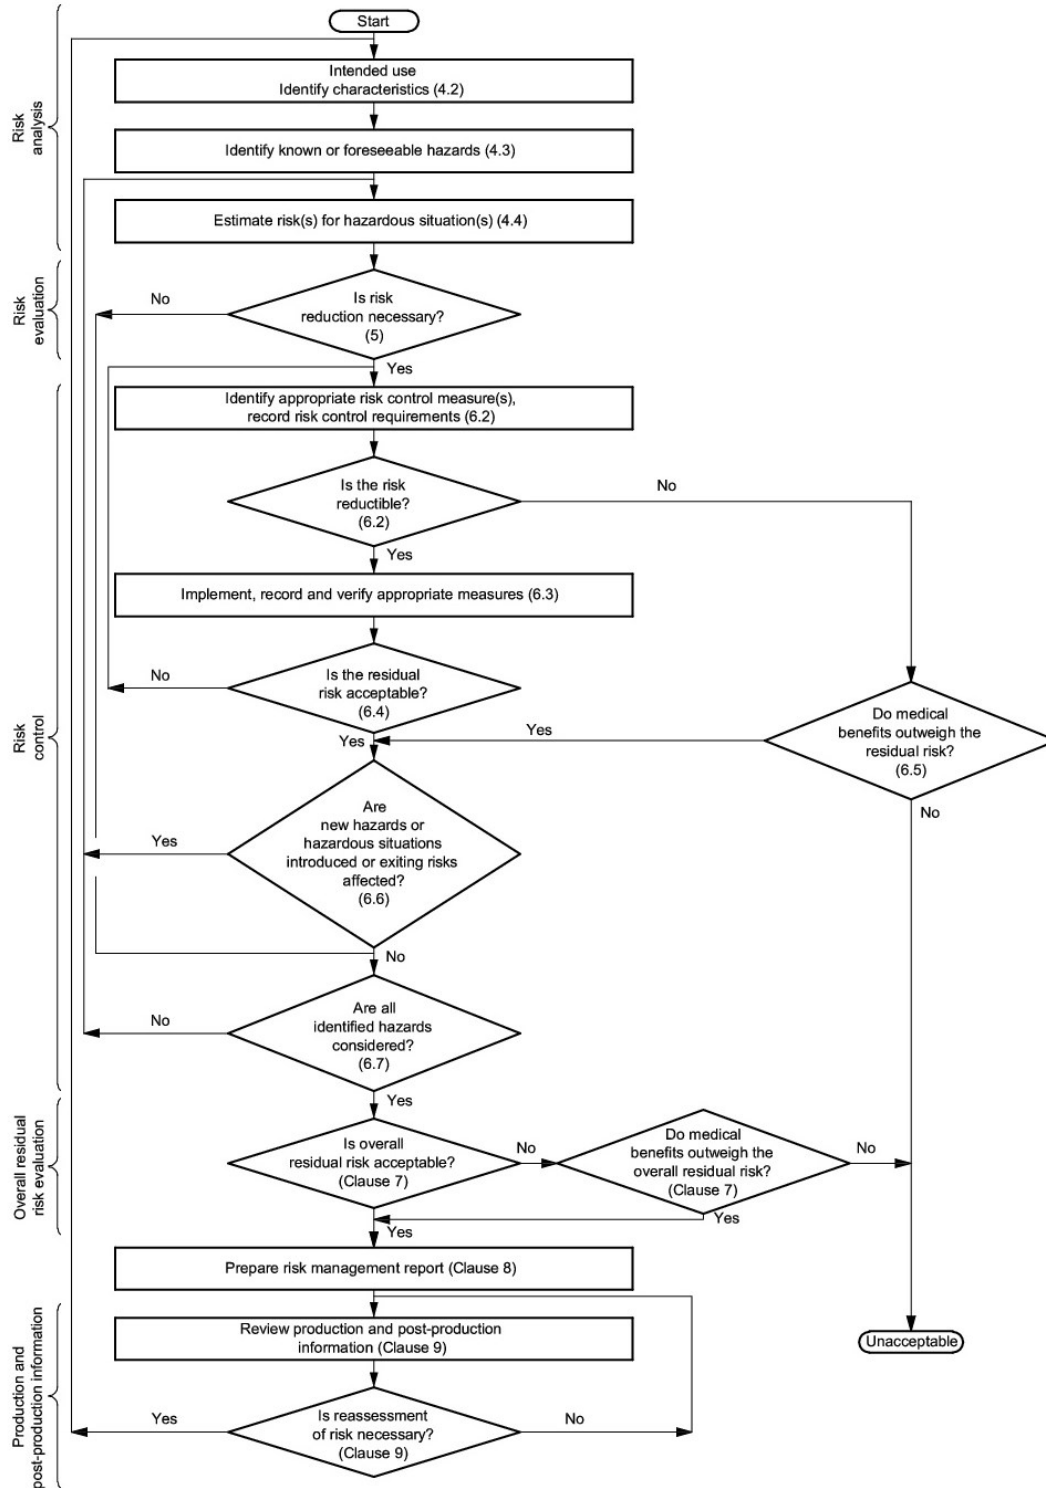 Start
Risk
analysis
Intended use
Identify characteristics (4.2)
Identify known or foreseeable hazards (4.3)
Estimate risk(s) for hazardous situation(s) (4.4)
Risk
evaluation
No
Is risk
reduction necessary?
(5)
Yes
Risk
control
Identify appropriate risk control measure(s),
record risk control requirements (6.2)
Is the risk
reductible?
(6.2)
No
Yes
Implement, record and verify appropriate measures (6.3)
No
Is the residual
risk acceptable?
(6.4)
Yes
Yes
Do medical
benefits outweigh the
residual risk?
(6.5)
No
Yes
Are
new hazards or
hazardous situations
introduced or exiting risks
affected?
(6.6)
No
No
Are all
identified hazards
considered?
(6.7)
Yes
Overall residual
risk evaluation
Is overall
residual risk acceptable?
(Clause 7)
No
Do medical
benefits outweigh the
overall residual risk?
(Clause 7)
No
Yes
Yes
Prepare risk management report (Clause 8)
Production and
post-production information
Review production and post-production
information (Clause 9)
Unacceptable
Yes
Is reassessment
of risk necessary?
(Clause 9)
No